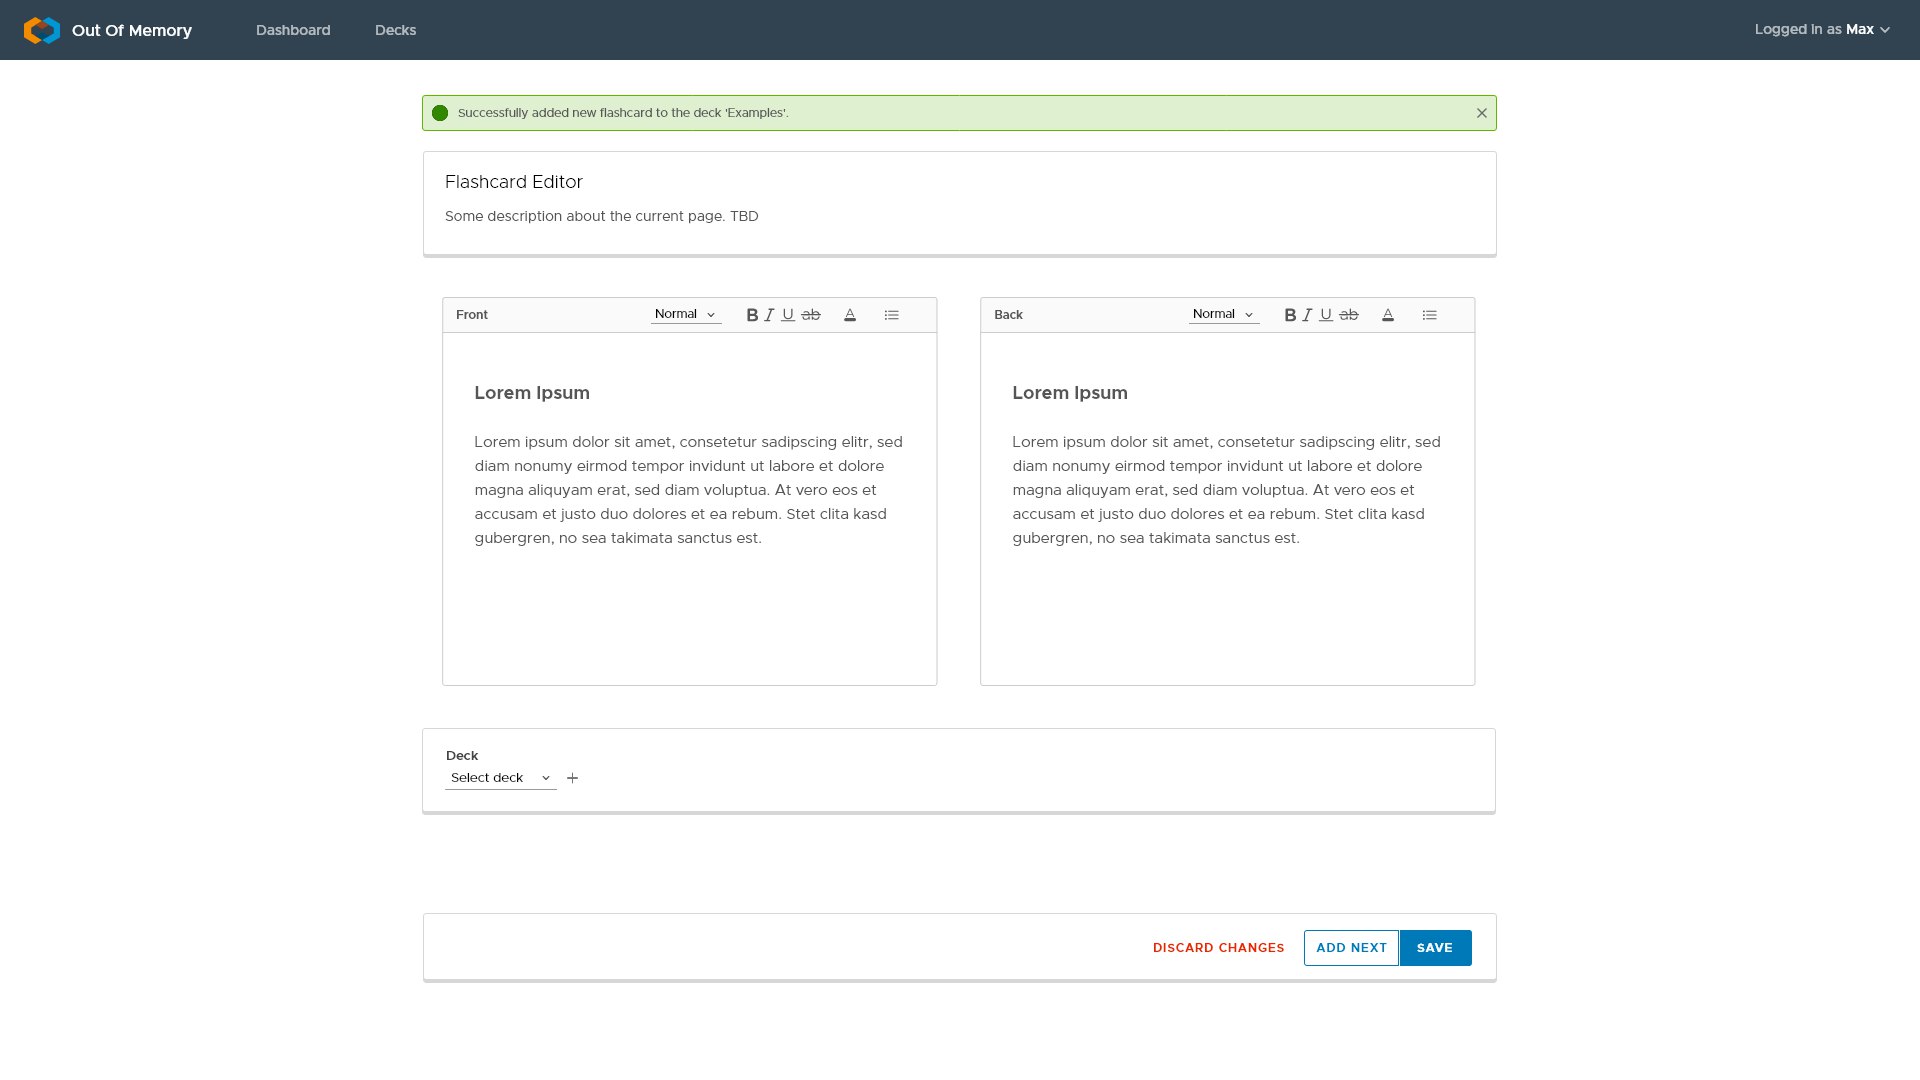 Out Of Memory
Dashboard
Decks
Logged in as Max
Successfully added new flashcard to the deck 'Examples'.
Flashcard Editor
Some description about the current page. TBD
Front
Normal
B I U ab A
Lorem Ipsum
Lorem ipsum dolor sit amet, consetetur sadipscing elitr, sed
diam nonumy eirmod tempor invidunt ut labore et dolore
magna aliquyam erat, sed diam voluptua. At vero eos et
accusam et justo duo dolores et ea rebum. Stet clita kasd
gubergren, no sea takimata sanctus est.
Back
Normal
B I U ab A
Lorem Ipsum
Lorem ipsum dolor sit amet, consetetur sadipscing elitr, sed
diam nonumy eirmod tempor invidunt ut labore et dolore
magna aliquyam erat, sed diam voluptua. At vero eos et
accusam et justo duo dolores et ea rebum. Stet clita kasd
gubergren, no sea takimata sanctus est.
Deck
Select deck
DISCARD CHANGES
ADD NEXT
SAVE